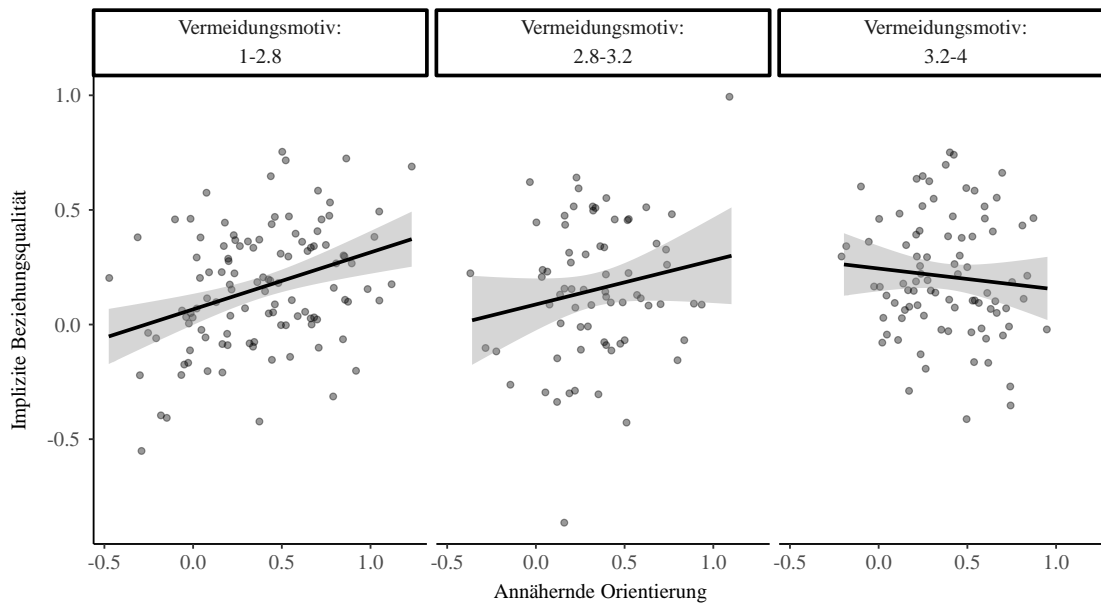 Vermeidungsmotiv:
1-2.8
Vermeidungsmotiv:
2.8-3.2
Vermeidungsmotiv:
3.2-4
Implizite Beziehungsqualität
1.0
0.5
0.0
-0.5
-0.5 0.0 0.5 1.0
-0.5 0.0 0.5 1.0
-0.5 0.0 0.5 1.0
Annähernde Orientierung